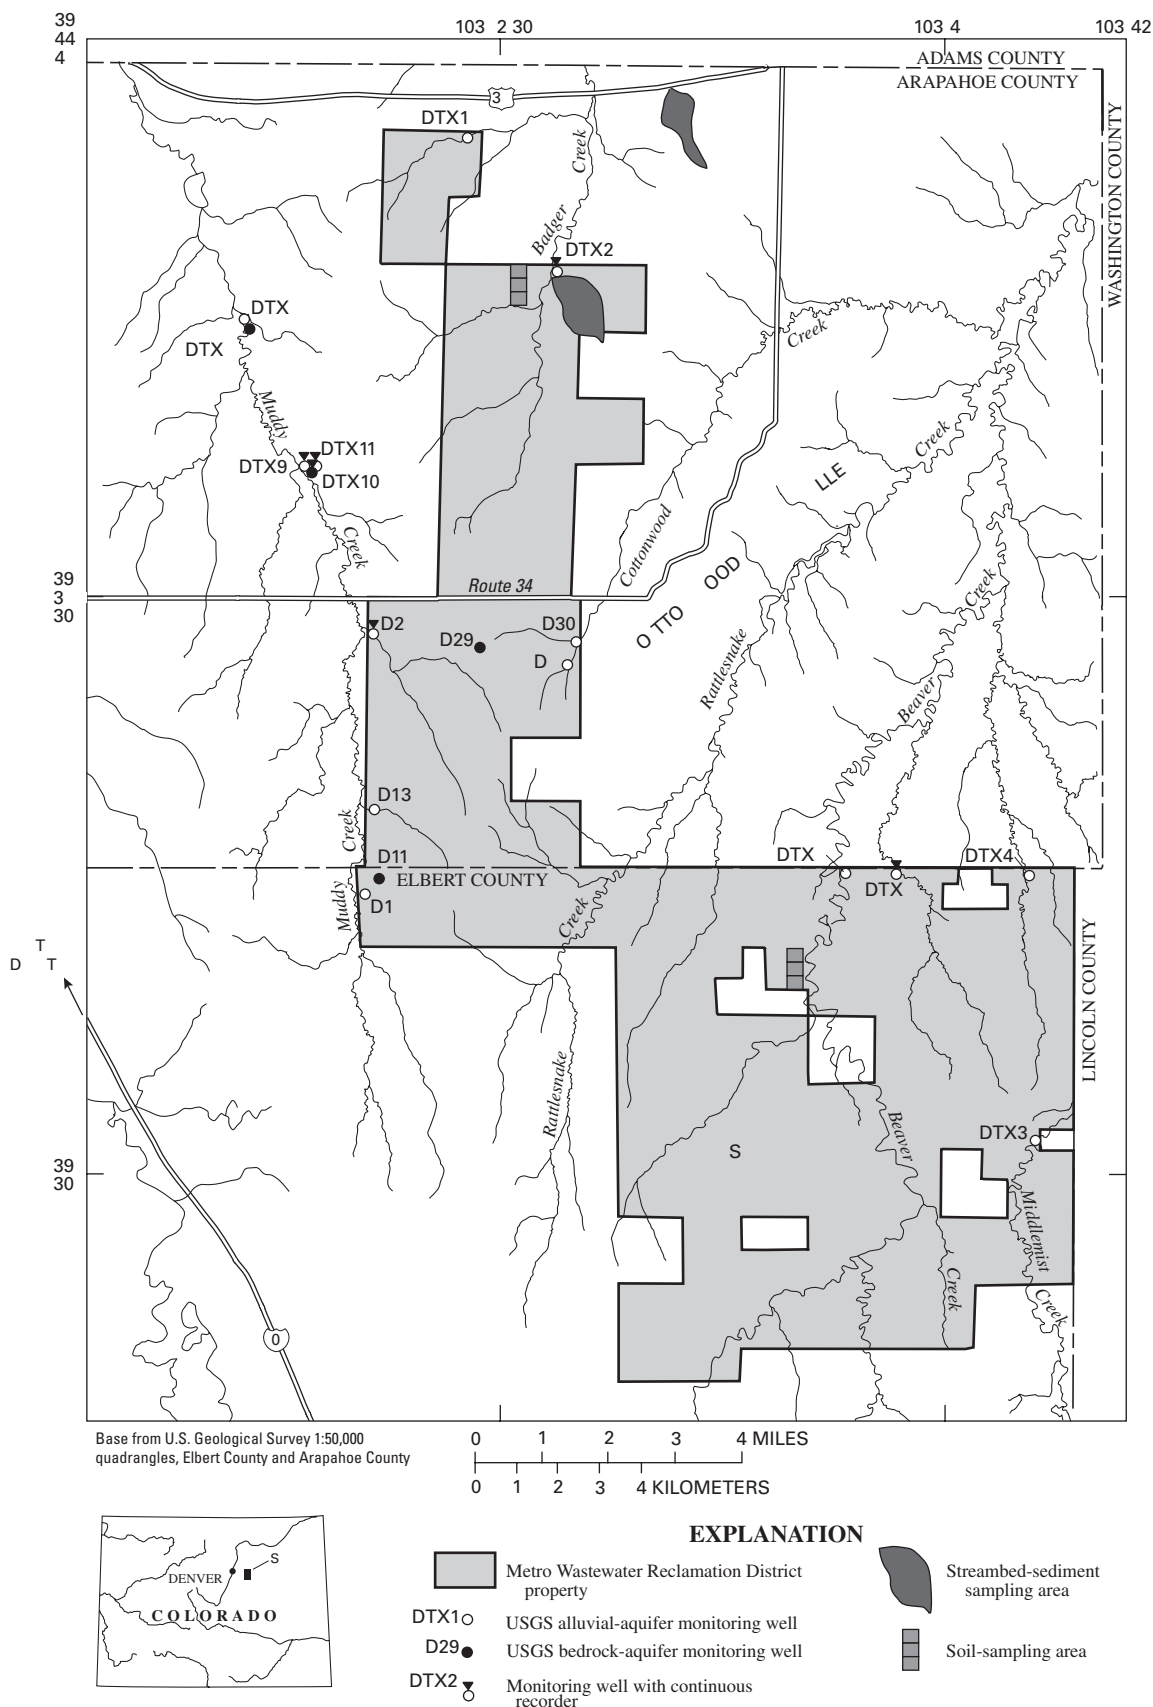 39
44
4
103 2 30
103 4
103 42
ADAMS COUNTY
ARAPAHOE COUNTY
WASHINGTON COUNTY
3
DTX1
Creek
Badger
DTX2
DTX
DTX
Muddy
Creek
Creek
DTX11
DTX9
DTX10
LLE
Creek
Cottonwood
OOD
O TTO
39
3
30
Route 34
Creek
D2
D29
D30
D
Rattlesnake
Beaver
D13
Creek
DTX
DTX4
D11
ELBERT COUNTY
DTX
D1
Muddy
Creek
T
D T
LINCOLN COUNTY
Rattlesnake
Beaver
DTX3
S
39
30
Middlemist
Creek
Creek
0
Base from U.S. Geological Survey 1:50,000
quadrangles, Elbert County and Arapahoe County
0 1 2 3 4 MILES
0 1 2 3 4 KILOMETERS
EXPLANATION
Metro Wastewater Reclamation District
property
DTX1 USGS alluvial-aquifer monitoring well
D29 USGS bedrock-aquifer monitoring well
DTX2 Monitoring well with continuous
recorder
Streambed-sediment
sampling area
Soil-sampling area
S
DENVER
COLORADO